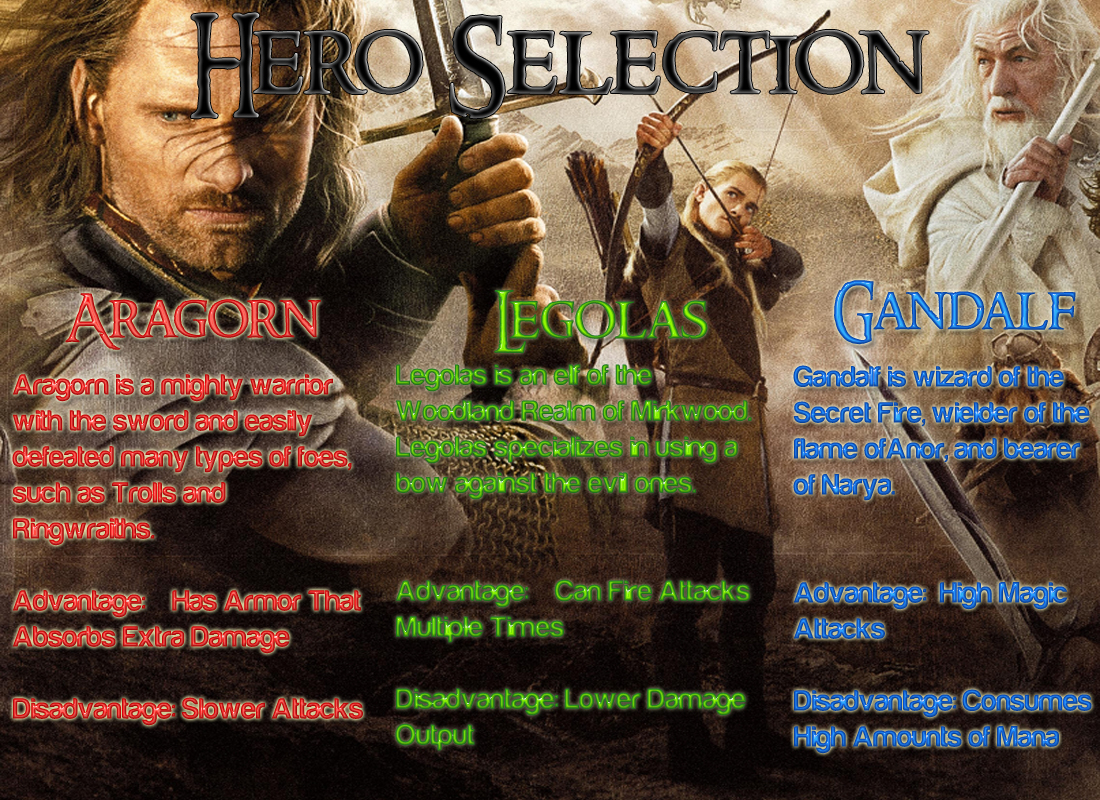 Hero Selection
Aragorn
Aragorn is a mighty warrior
with the sword and easily
defeated many types of foes,
such as Trolls and
Ringwraiths.
Advantage: Has Armor That
Absorbs Extra Damage
Disadvantage: Slower Attacks
Legolas
Legolas is an elf of the
Woodland Realm of Mirkwood.
Legolas specializes in using a
bow against the evil ones.
Advantage: Can Fire Attacks
Multiple Times
Disadvantage: Lower Damage
Output
Gandalf
Gandalf is wizard of the
Secret Fire, wielder of the
flame of Anor, and bearer
of Narya.
Advantage: High Magic
Attacks
Disadvantage: Consumes
High Amounts of Mana